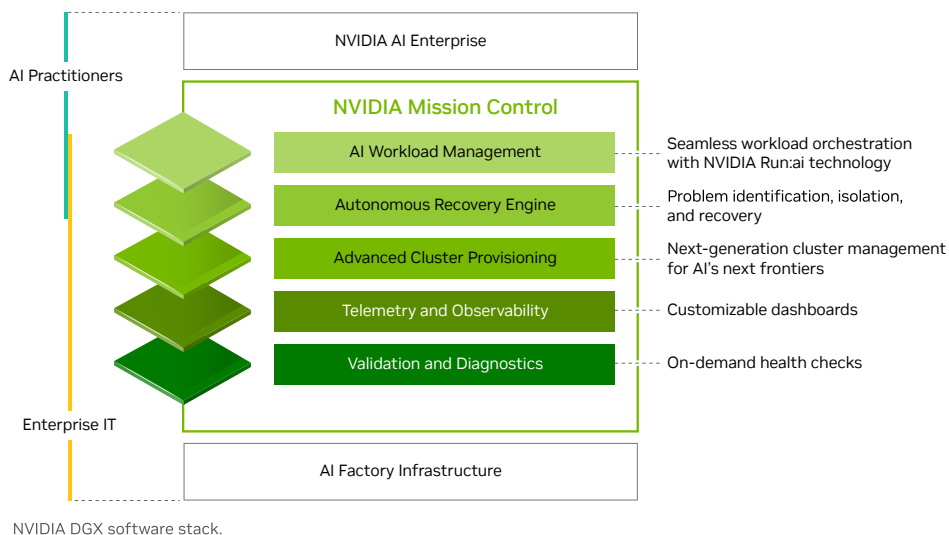 NVIDIA AI Enterprise
AI Practitioners
NVIDIA Mission Control
AI Workload Management
Seamless workload orchestration
with NVIDIA Run:ai technology
Autonomous Recovery Engine
Problem identification, isolation,
and recovery
Advanced Cluster Provisioning
Next-generation cluster management
for AI’s next frontiers
Telemetry and Observability
Customizable dashboards
Validation and Diagnostics
On-demand health checks
Enterprise IT
AI Factory Infrastructure
NVIDIA DGX software stack.